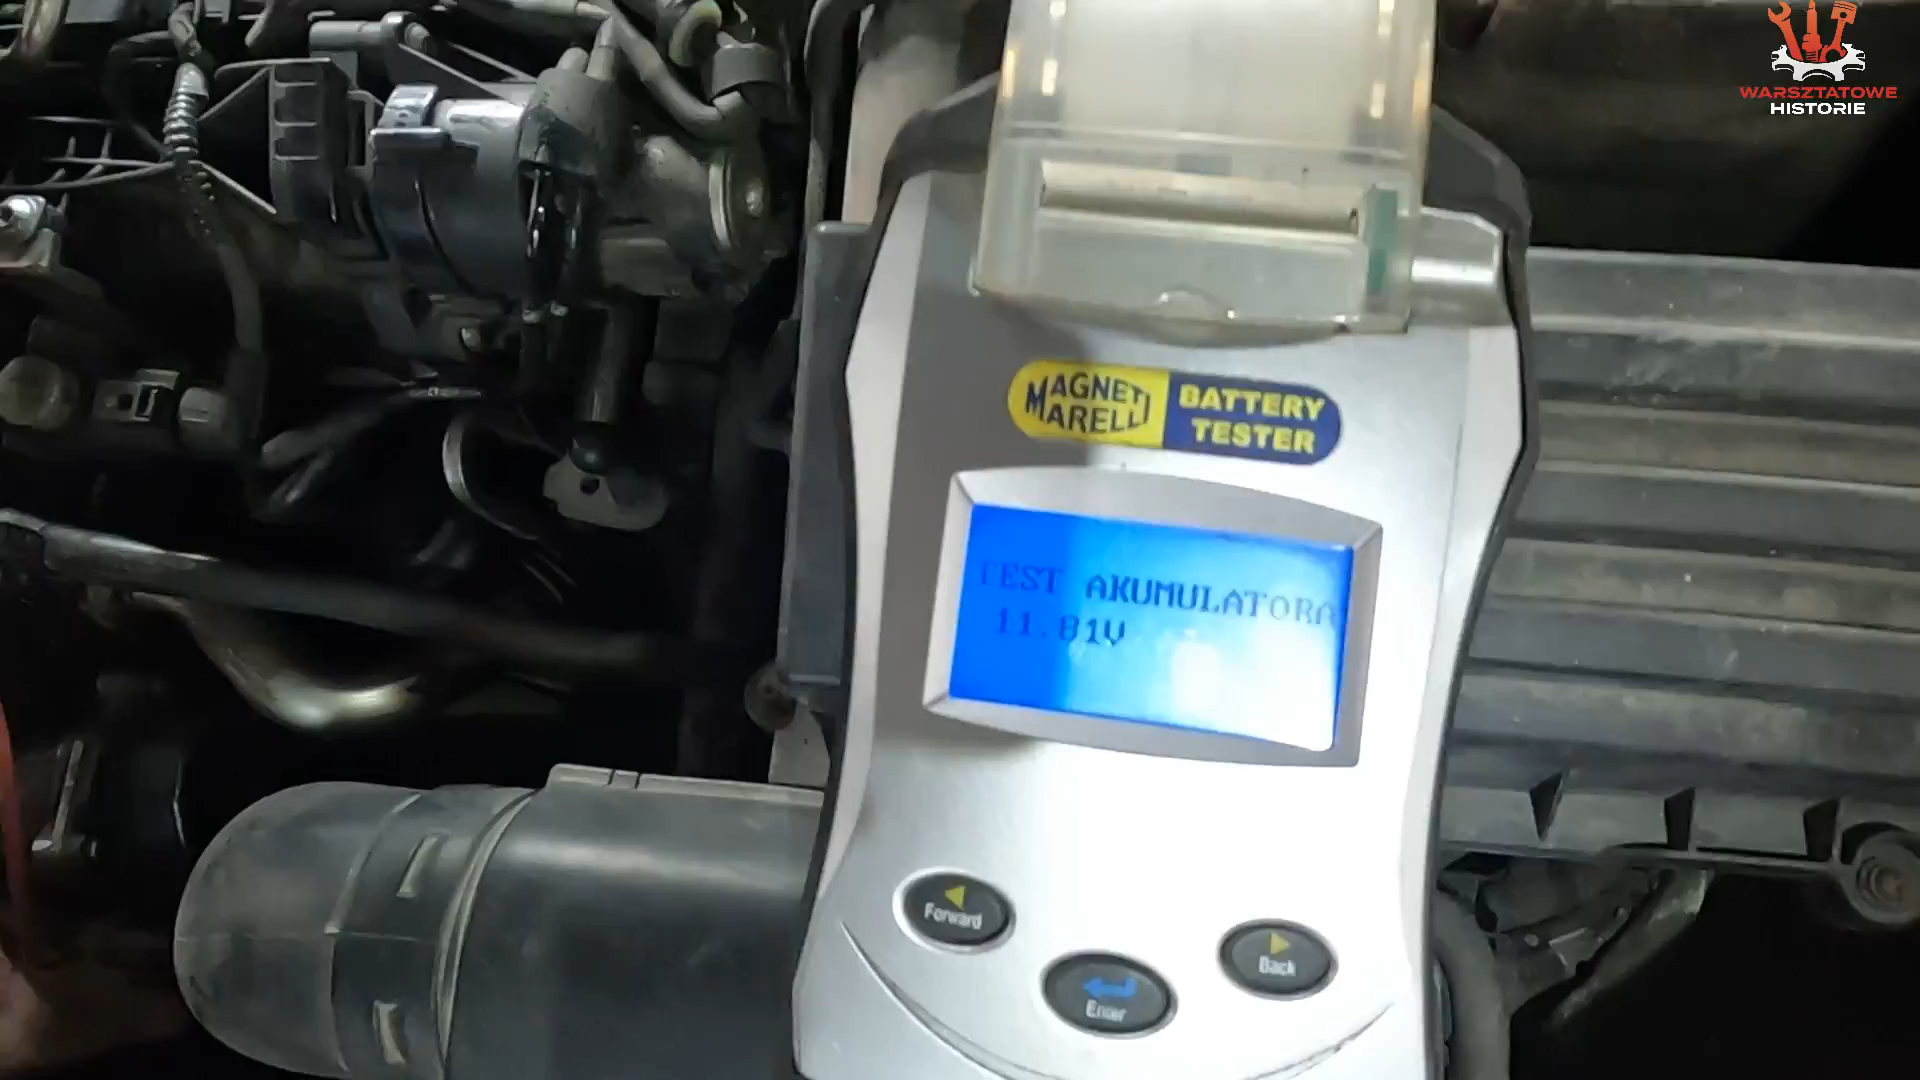 WARSZTATOWE
HISTORIE
MAGNETI
MARELLI
BATTERY
TESTER
TEST AKUMULATORA
11.81V
Forward
Enter
Back